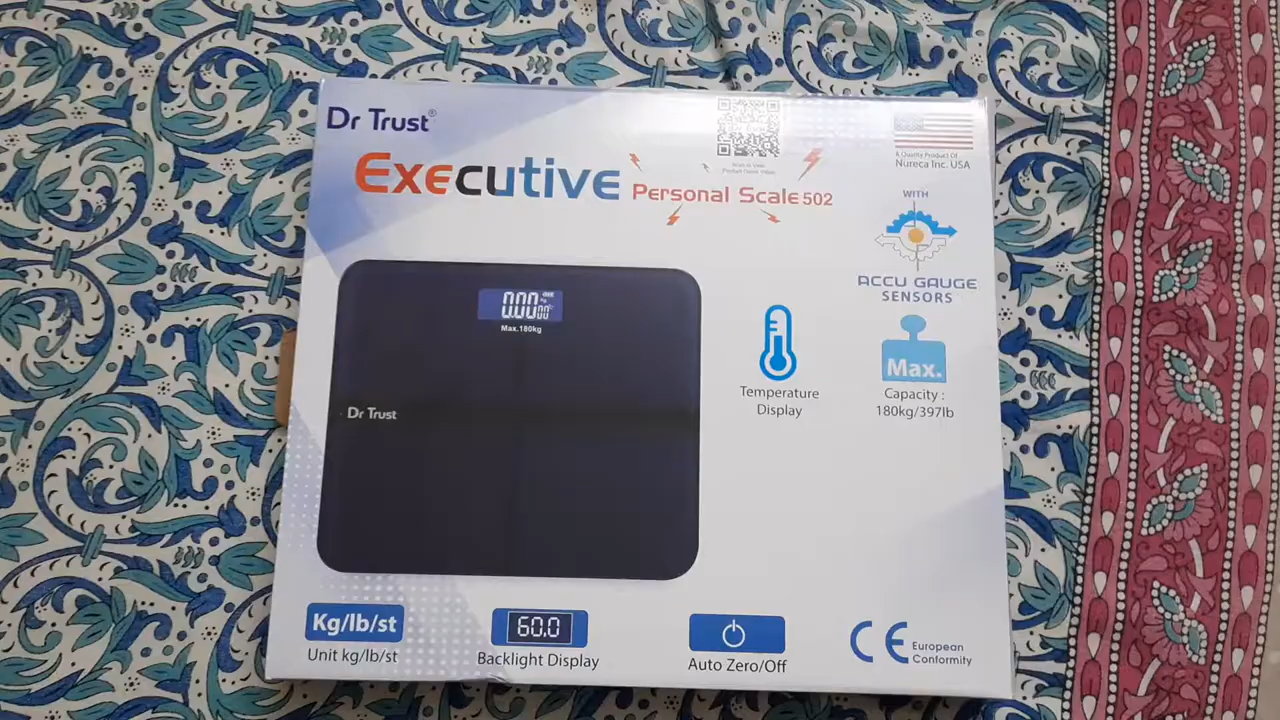 Dr Trust®
Executive
Personal Scale 502
A Quality Product Of
Nureca Inc. USA
WITH
ACCU GAUGE
SENSORS
0.00
Max.180kg
Dr Trust
Temperature
Display
Max.
Capacity :
180kg/397lb
Kg/lb/st
Unit kg/lb/st
60.0
Backlight Display
Auto Zero/Off
CE
European
Conformity